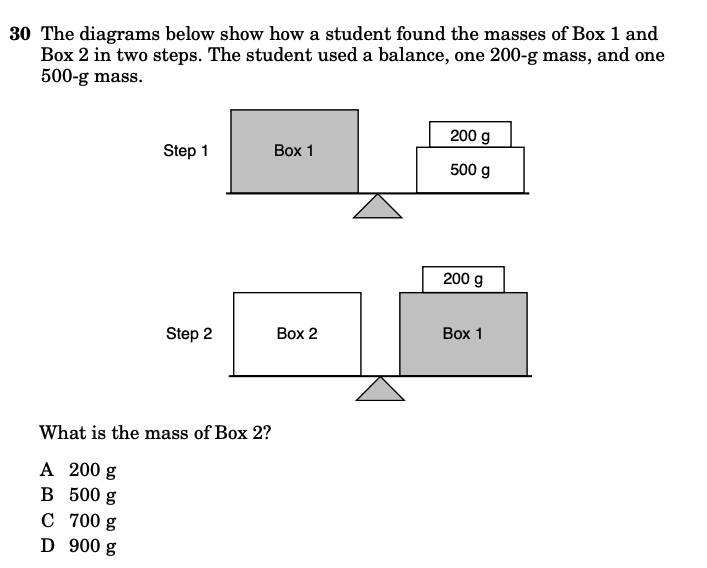 30 The diagrams below show how a student found the masses of Box 1 and
Box 2 in two steps. The student used a balance, one 200-g mass, and one
500-g mass.
200 g
Step 1 Box 1
500 g
200 g
Step 2 Box 2 Box 1
What is the mass of Box 2?
A 200 g
B 500 g
C 700 g
D 900 g